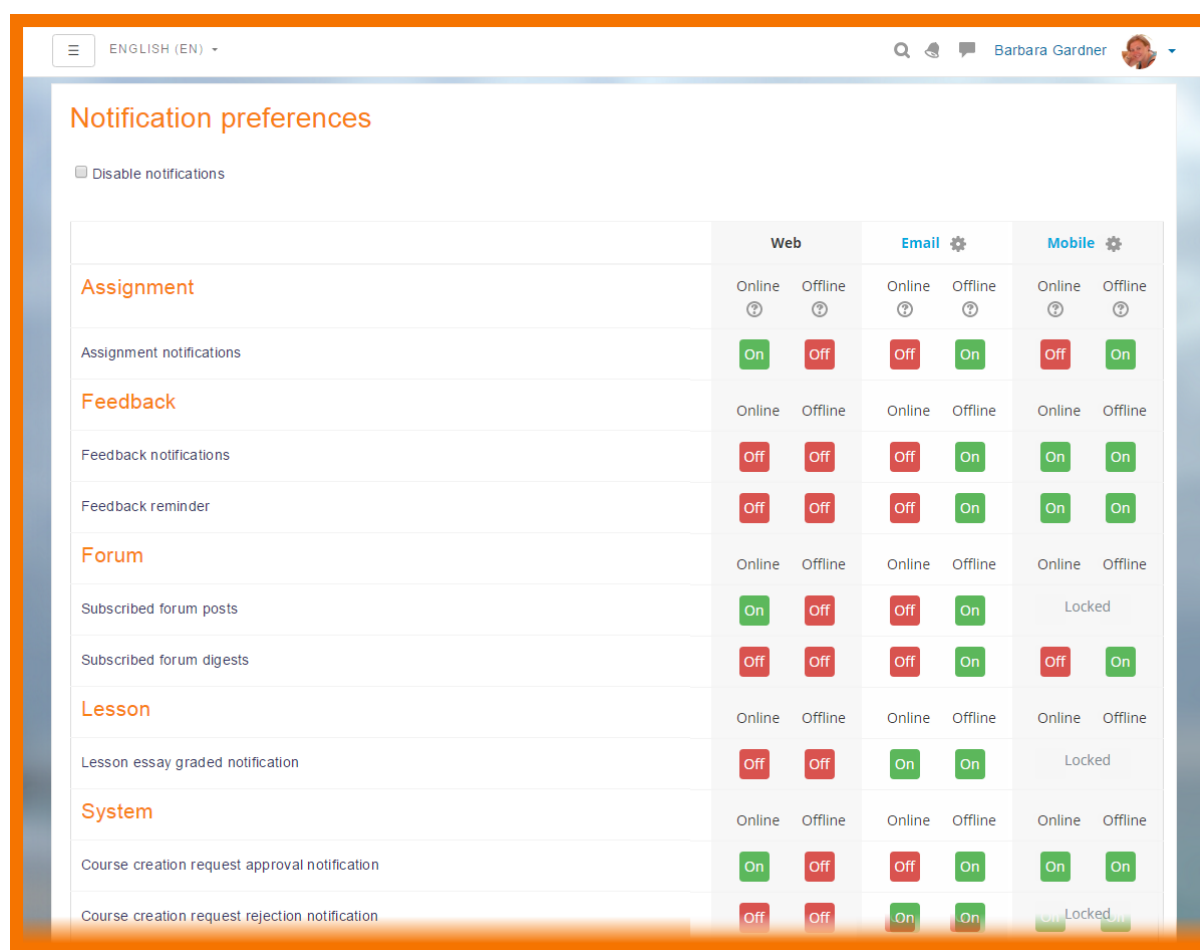 ENGLISH (EN)
Barbara Gardner
Notification preferences
Disable notifications
Web Email Mobile
Assignment Online Offline Online Offline Online Offline
Assignment notifications On Off Off On Off On
Feedback Online Offline Online Offline Online Offline
Feedback notifications Off Off Off On On On
Feedback reminder Off Off Off On On On
Forum Online Offline Online Offline Online Offline
Subscribed forum posts On Off Off On Locked
Subscribed forum digests Off Off Off On Off On
Lesson Online Offline Online Offline Online Offline
Lesson essay graded notification Off Off On On Locked
System Online Offline Online Offline Online Offline
Course creation request approval notification On Off Off On On On
Course creation request rejection notification Off Off On On Locked